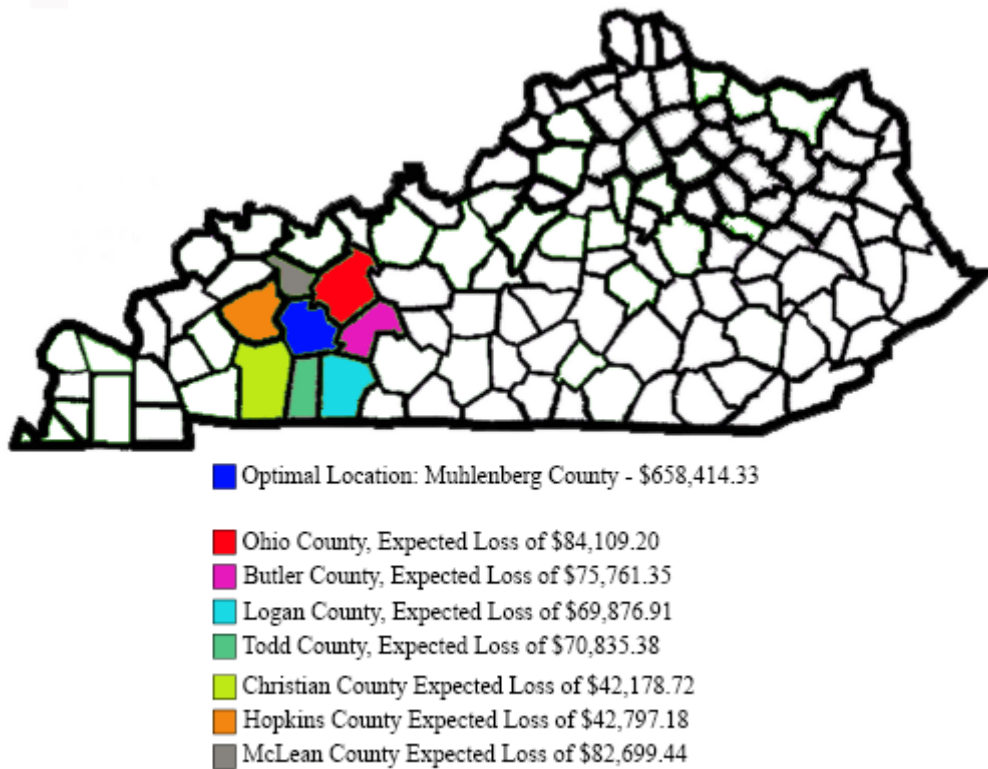 Optimal Location: Muhlenberg County - $658,414.33
Ohio County, Expected Loss of $84,109.20
Butler County, Expected Loss of $75,761.35
Logan County, Expected Loss of $69,876.91
Todd County, Expected Loss of $70,835.38
Christian County Expected Loss of $42,178.72
Hopkins County Expected Loss of $42,797.18
McLean County Expected Loss of $82,699.44